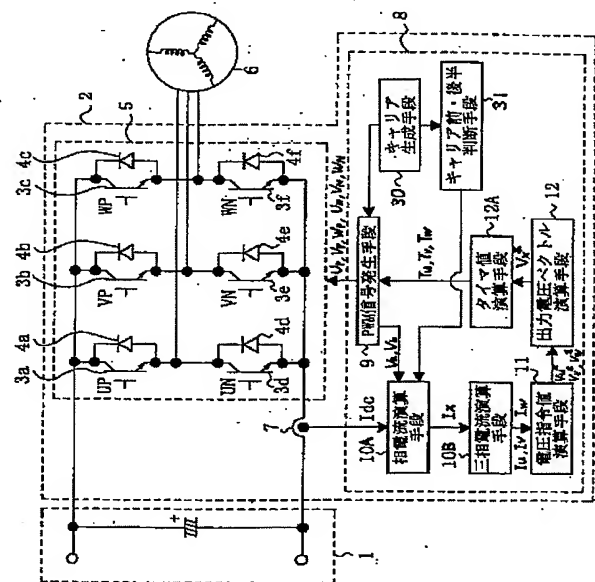 1
2
5
3a
4a
3b
4b
3c
4c
UP
VP
WP
UN
VN
WN
3d
4d
3e
4e
3f
4f
6
7
8
Idc
9
PWM信号発生手段
30
キャリア
生成手段
キャリア前・後半
判断手段
31
Tu,Tv,Tw
10A
相電流演算
手段
Ix
10B
三相電流演算
手段
Iu,Iv
Iw
11
電圧指令値
演算手段
12
出力電圧ベクトル
演算手段
12A
タイマ値
演算手段